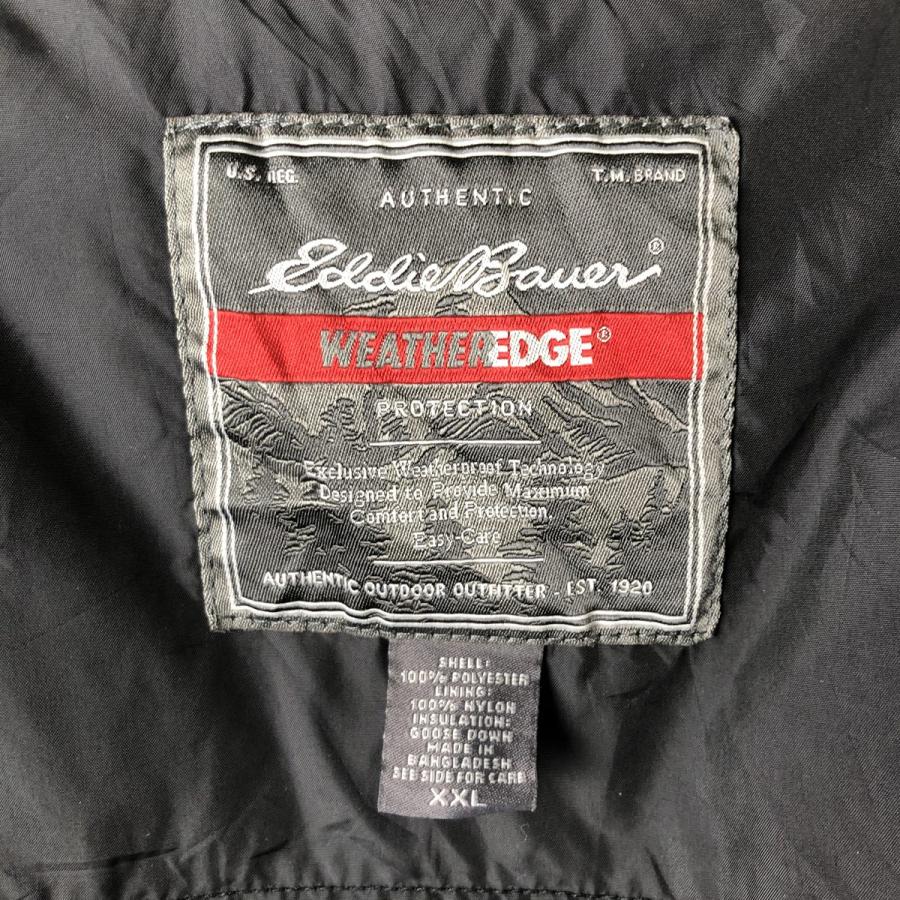 U.S. REG. T.M. BRAND
AUTHENTIC
Eddie Bauer®
WEATHEREDGE®
PROTECTION
Exclusive Weatherproof Technology
Designed to Provide Maximum
Comfort and Protection.
Easy-Care
AUTHENTIC OUTDOOR OUTFITTER - EST. 1920
SHELL:
100% POLYESTER
LINING:
100% NYLON
INSULATION:
GOOSE DOWN
MADE IN
BANGLADESH
SEE SIDE FOR CARE
XXL